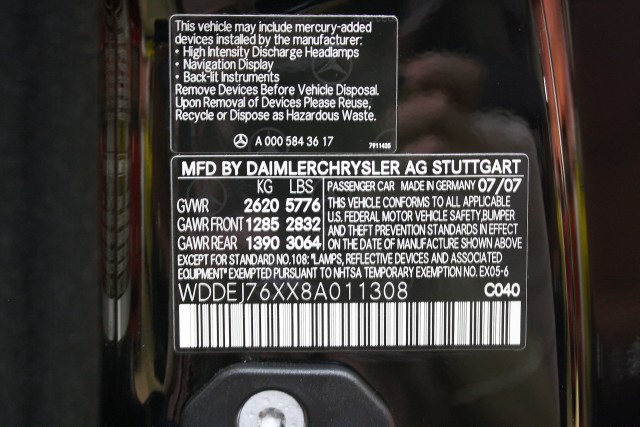 This vehicle may include mercury-added
devices installed by the manufacturer:
• High Intensity Discharge Headlamps
• Navigation Display
• Back-lit Instruments
Remove Devices Before Vehicle Disposal.
Upon Removal of Devices Please Reuse,
Recycle or Dispose as Hazardous Waste.
A 000 584 36 17
7911435
MFD BY DAIMLERCHRYSLER AG STUTTGART
KG LBS
GVWR 2620 5776
GAWR FRONT 1285 2832
GAWR REAR 1390 3064
PASSENGER CAR MADE IN GERMANY 07/07
THIS VEHICLE CONFORMS TO ALL APPLICABLE
U.S. FEDERAL MOTOR VEHICLE SAFETY,BUMPER
AND THEFT PREVENTION STANDARDS IN EFFECT
ON THE DATE OF MANUFACTURE SHOWN ABOVE
EXCEPT FOR STANDARD NO.108: "LAMPS, REFLECTIVE DEVICES AND ASSOCIATED
EQUIPMENT" EXEMPTED PURSUANT TO NHTSA TEMPORARY EXEMPTION NO. EX05-6
WDDEJ76XX8A011308 C040